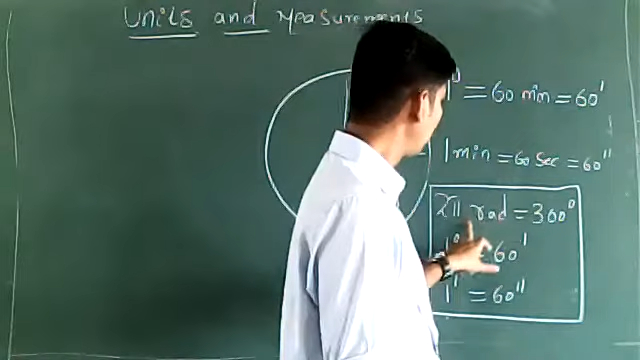 Units and Measurements
1° = 60 min = 60'
1 min = 60 Sec = 60"
2π rad = 360°
1° = 60'
1' = 60"